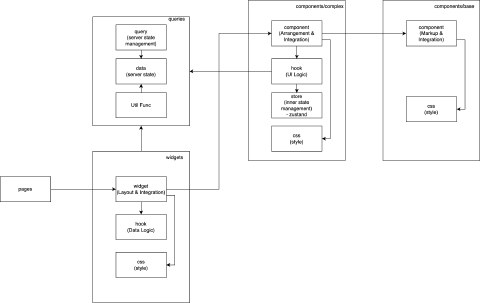 queries
query
(server state
management)
data
(server state)
Util Func
components/complex
component
(Arrangement &
Integration)
hook
(UI Logic)
store
(inner state
management)
- zustand
css
(style)
components/base
component
(Markup &
Integration)
css
(style)
widgets
widget
(Layout & Integration)
hook
(Data Logic)
css
(style)
pages